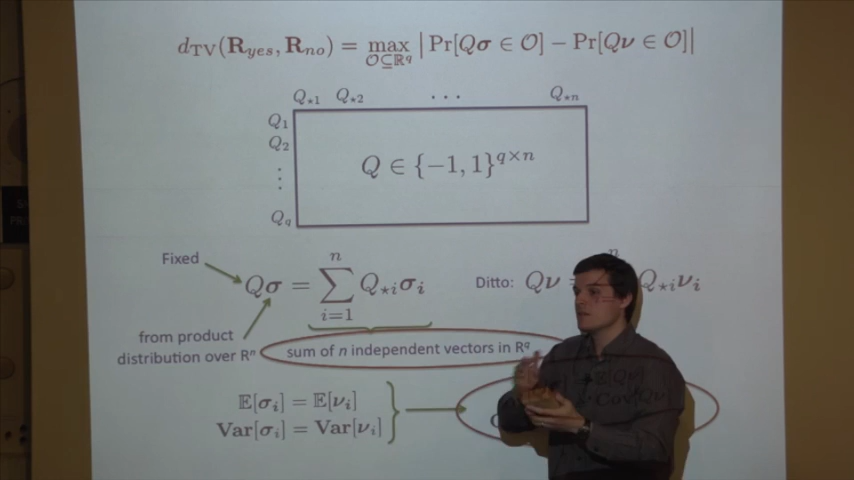 d_TV(R_yes, R_no) = max_{O⊆ℝ^q} |Pr[Qσ ∈ O] − Pr[Qν ∈ O]|
Q_{⋆1} Q_{⋆2} · · · Q_{⋆n}
Q_1
Q_2
⋮
Q_q
Q ∈ {−1, 1}^{q×n}
Fixed
Qσ = ∑_{i=1}^{n} Q_{⋆i}σ_i
Ditto: Qν = n Q_{⋆i}ν_i
from product
distribution over R^n
sum of n independent vectors in R^q
𝔼[σ_i] = 𝔼[ν_i]
Var[σ_i] = Var[ν_i]